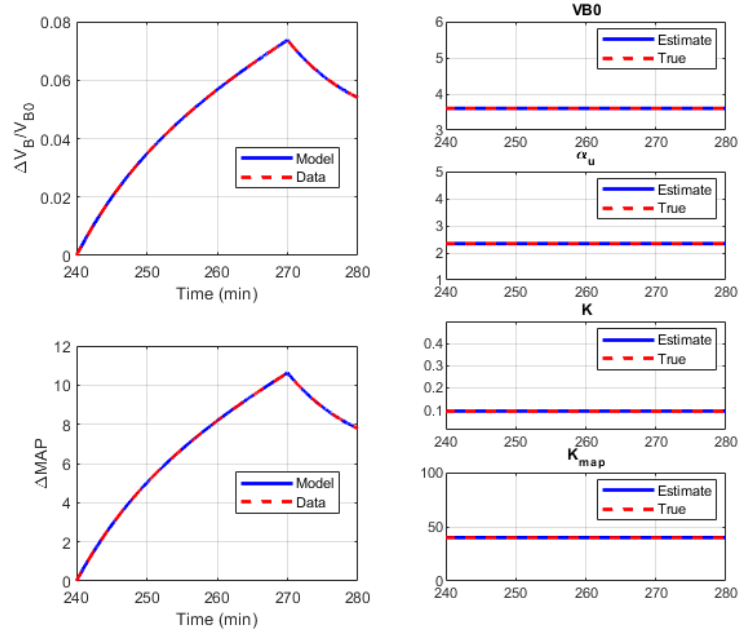 0.08
0.06
0.04
0.02
0
ΔV_B/V_B0
Model
Data
240 250 260 270 280
Time (min)
12
10
8
6
4
2
0
ΔMAP
Model
Data
240 250 260 270 280
Time (min)
VB0
6
5
4
3
Estimate
True
240 250 260 270 280
α_u
5
4
3
2
1
Estimate
True
240 250 260 270 280
K
0.4
0.3
0.2
0.1
Estimate
True
240 250 260 270 280
K_map
100
50
0
Estimate
True
240 250 260 270 280